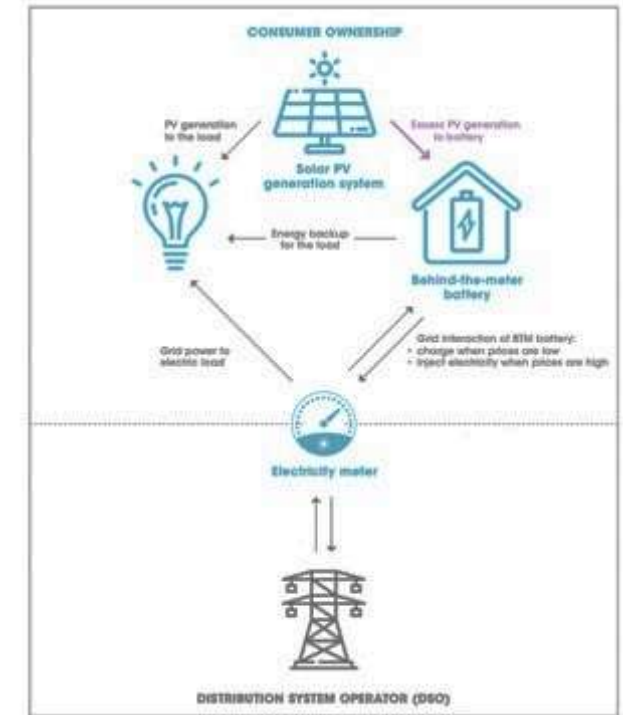 CONSUMER OWNERSHIP
PV generation
to the load
Excess PV generation
to battery
Solar PV
generation system
Energy backup
for the load
Behind-the-meter
battery
Grid power to
electric load
Grid interaction of BTM battery:
• charge when prices are low
• inject electricity when prices are high
Electricity meter
DISTRIBUTION SYSTEM OPERATOR (DSO)